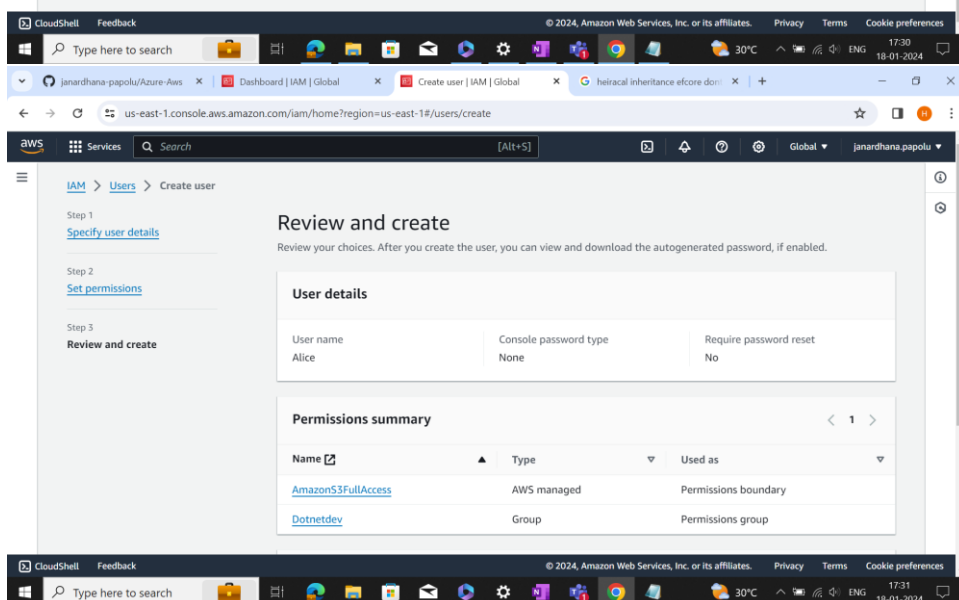 CloudShell Feedback © 2024, Amazon Web Services, Inc. or its affiliates. Privacy Terms Cookie preferences
Type here to search 30°C ENG 17:30
18-01-2024
janardhana-papolu/Azure-Aws Dashboard | IAM | Global Create user | IAM | Global heiracal inheritance efcore
us-east-1.console.aws.amazon.com/iam/home?region=us-east-1#/users/create H
aws Services Search [Alt+S] Global janardhana.papolu
IAM > Users > Create user
Step 1
Specify user details
Step 2
Set permissions
Step 3
Review and create
Review and create
Review your choices. After you create the user, you can view and download the autogenerated password, if enabled.
User details
User name Console password type Require password reset
Alice None No
Permissions summary 1
Name Type Used as
AmazonS3FullAccess AWS managed Permissions boundary
Dotnetdev Group Permissions group
CloudShell Feedback © 2024, Amazon Web Services, Inc. or its affiliates. Privacy Terms Cookie preferences
Type here to search 30°C ENG 17:31
18-01-2024